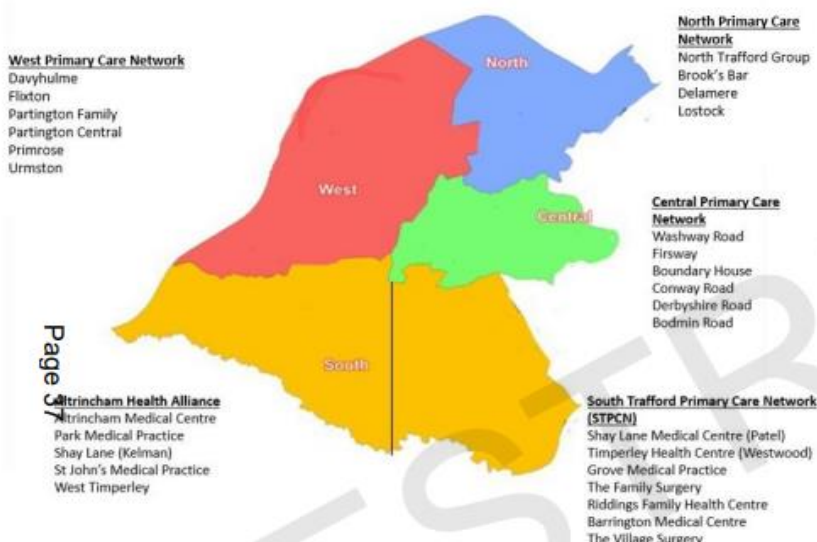 West Primary Care Network
Davyhulme
Flixton
Partington Family
Partington Central
Primrose
Urmston
North Primary Care
Network
North Trafford Group
Brook's Bar
Delamere
Lostock
North
West
Central
South
Central Primary Care
Network
Washway Road
Firsway
Boundary House
Conway Road
Derbyshire Road
Bodmin Road
Page 37
Altrincham Health Alliance
Altrincham Medical Centre
Park Medical Practice
Shay Lane (Kelman)
St John's Medical Practice
West Timperley
South Trafford Primary Care Network
(STPCN)
Shay Lane Medical Centre (Patel)
Timperley Health Centre (Westwood)
Grove Medical Practice
The Family Surgery
Riddings Family Health Centre
Barrington Medical Centre
The Village Surgery